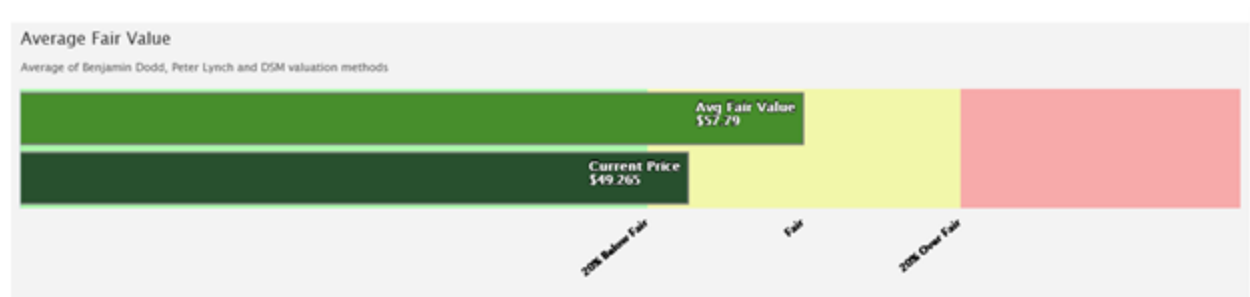 Average Fair Value
Average of Benjamin Dodd, Peter Lynch and DSM valuation methods
Avg Fair Value
$57.79
Current Price
$49.265
20% Below Fair
Fair
20% Over Fair